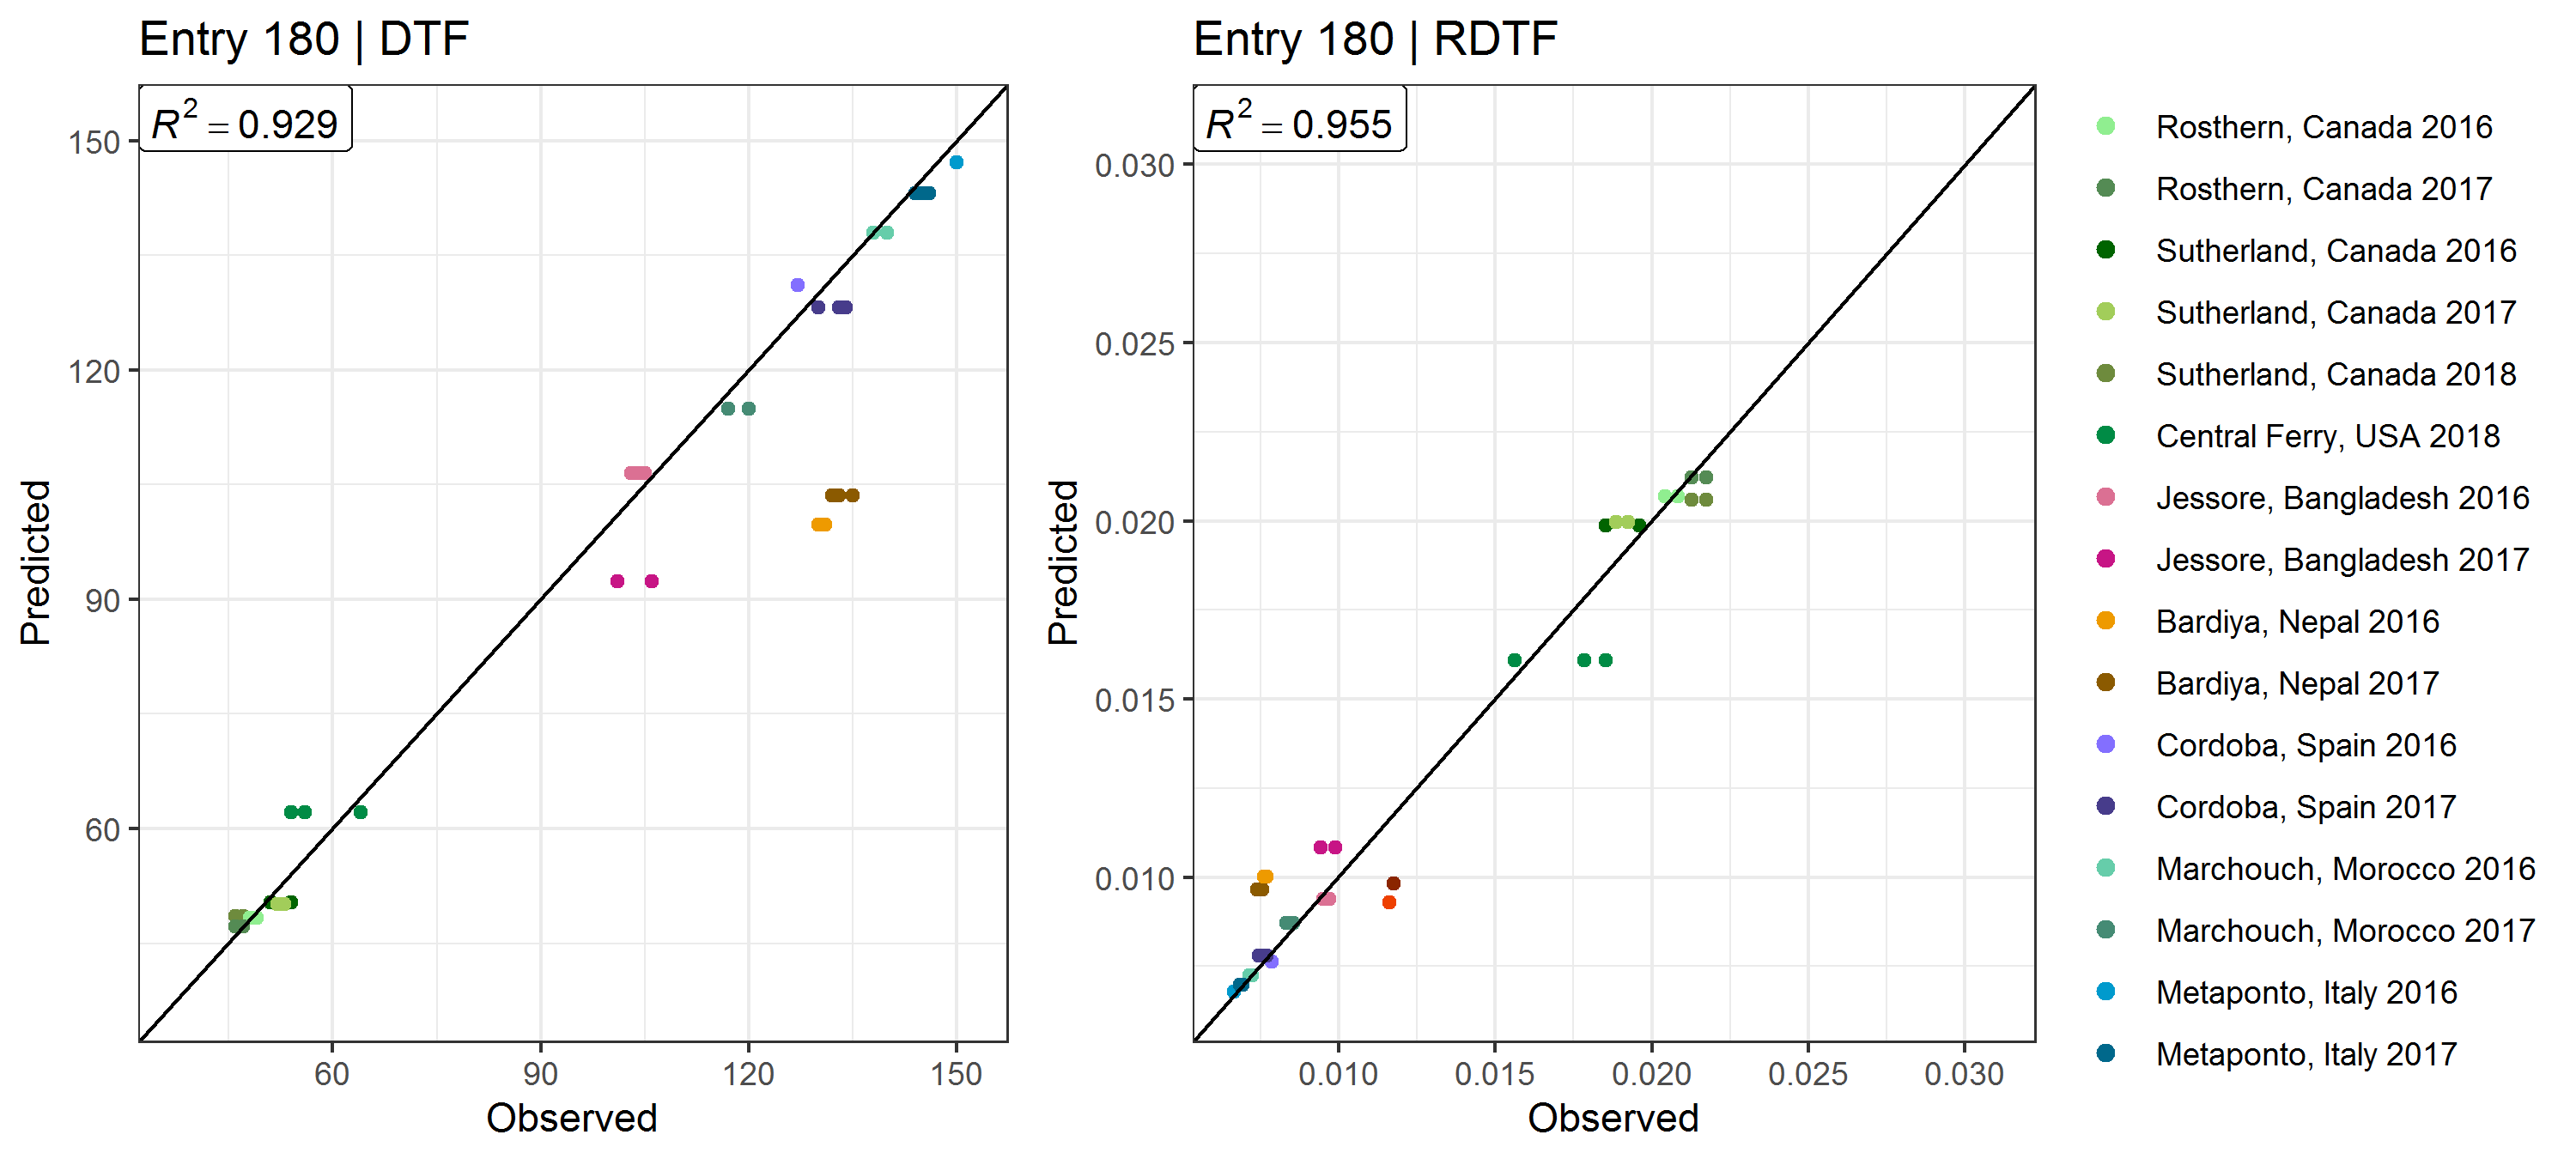 Entry 180 | DTF
R² = 0.929
150
120
90
60
Predicted
60 90 120 150
Observed
Entry 180 | RDTF
R² = 0.955
0.030
0.025
0.020
0.015
0.010
Predicted
0.010 0.015 0.020 0.025 0.030
Observed
Rosthern, Canada 2016
Rosthern, Canada 2017
Sutherland, Canada 2016
Sutherland, Canada 2017
Sutherland, Canada 2018
Central Ferry, USA 2018
Jessore, Bangladesh 2016
Jessore, Bangladesh 2017
Bardiya, Nepal 2016
Bardiya, Nepal 2017
Cordoba, Spain 2016
Cordoba, Spain 2017
Marchouch, Morocco 2016
Marchouch, Morocco 2017
Metaponto, Italy 2016
Metaponto, Italy 2017